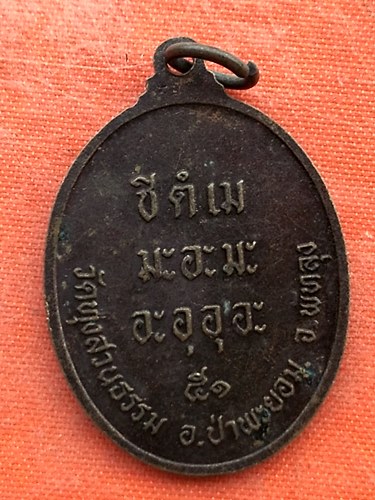 ชี ตํ เม
มะ อะ มะ
อะ อุ อุ อะ
๕๑
วัดทุ่งสวนธรรม อ.ป่าพะยอม จ.พัทลุง